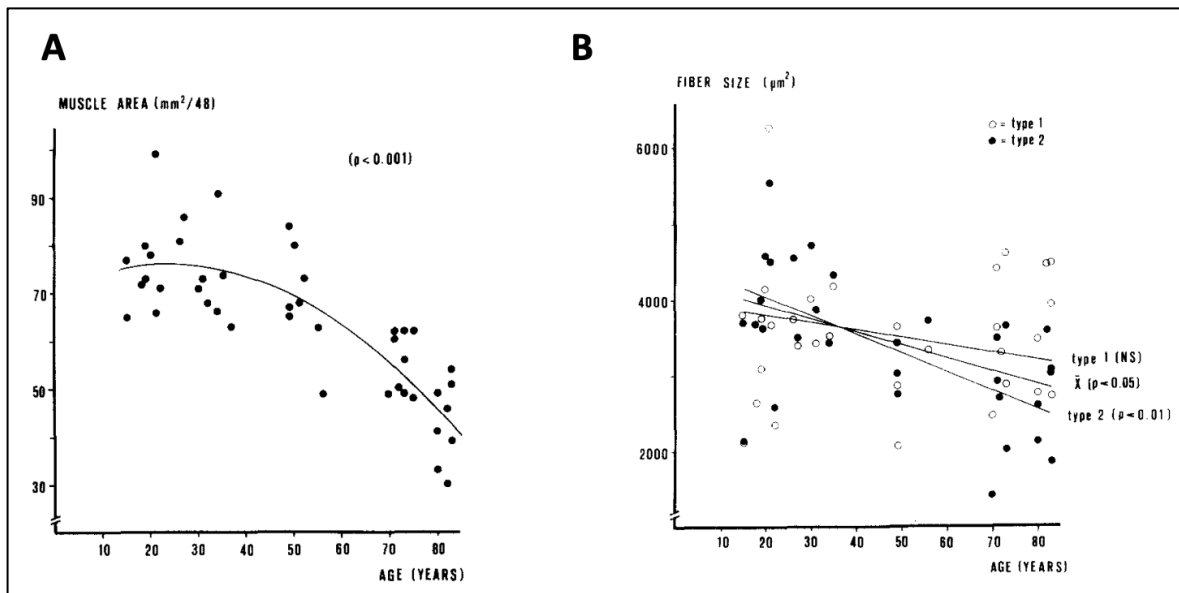 A
MUSCLE AREA (mm²/48)
(p<0.001)
90
70
50
30
10 20 30 40 50 60 70 80
AGE (YEARS)
B
FIBER SIZE (μm²)
○ = type 1
● = type 2
6000
4000
2000
type 1 (NS)
x̄ (p<0.05)
type 2 (p<0.01)
10 20 30 40 50 60 70 80
AGE (YEARS)